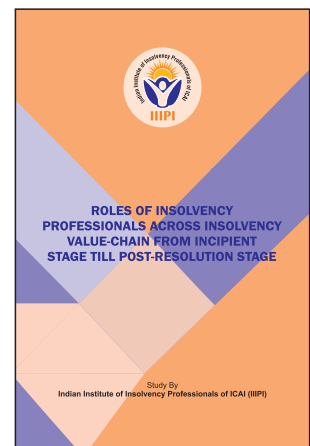 Indian Institute of Insolvency Professionals of ICAI
IIIPI
ROLES OF INSOLVENCY
PROFESSIONALS ACROSS INSOLVENCY
VALUE-CHAIN FROM INCIPIENT
STAGE TILL POST-RESOLUTION STAGE
Study By
Indian Institute of Insolvency Professionals of ICAI (IIIPI)